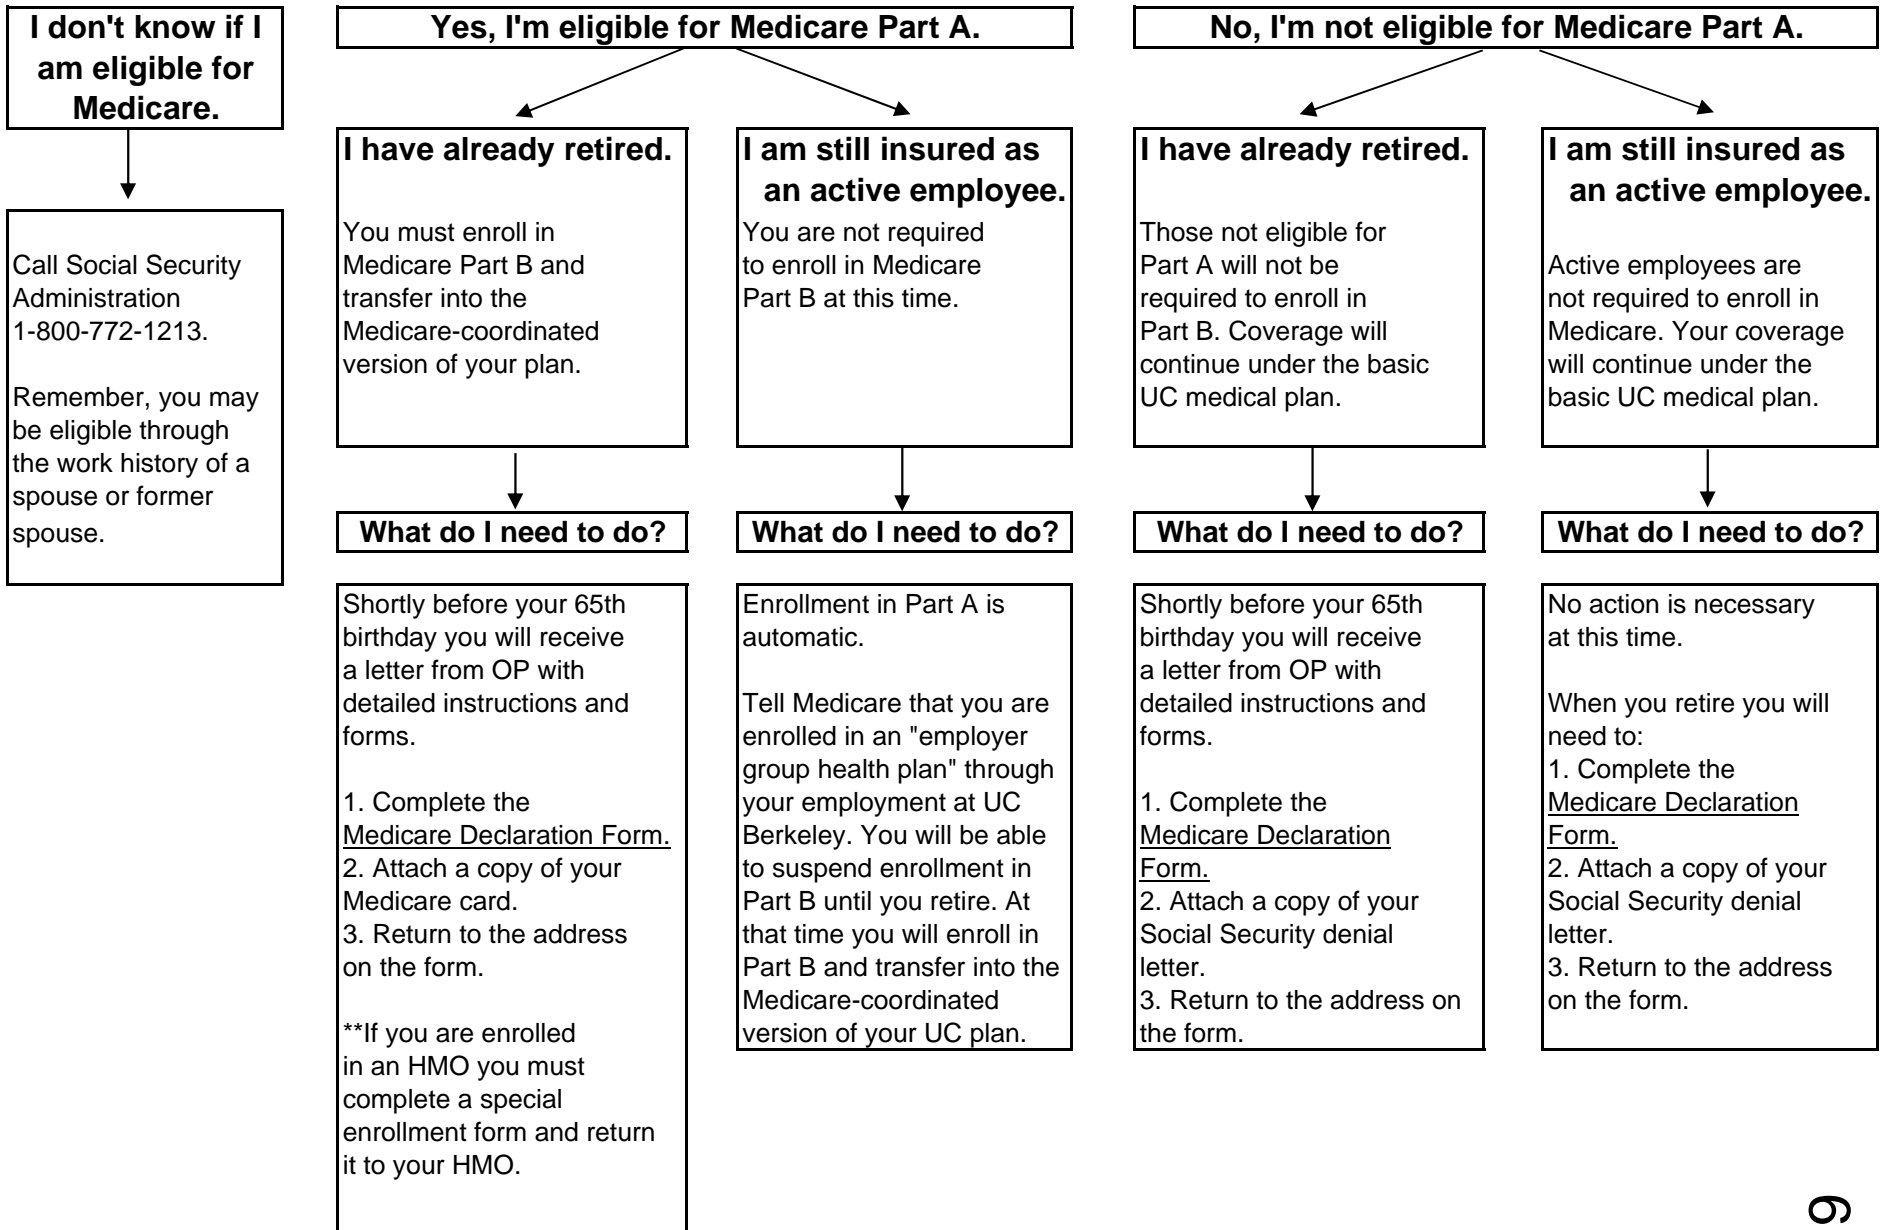 I don't know if I
am eligible for
Medicare.
Call Social Security
Administration
1-800-772-1213.
Remember, you may
be eligible through
the work history of a
spouse or former
spouse.
Yes, I'm eligible for Medicare Part A.
I have already retired.
You must enroll in
Medicare Part B and
transfer into the
Medicare-coordinated
version of your plan.
What do I need to do?
Shortly before your 65th
birthday you will receive
a letter from OP with
detailed instructions and
forms.
1. Complete the
Medicare Declaration Form.
2. Attach a copy of your
Medicare card.
3. Return to the address
on the form.
**If you are enrolled
in an HMO you must
complete a special
enrollment form and return
it to your HMO.
I am still insured as
an active employee.
You are not required
to enroll in Medicare
Part B at this time.
What do I need to do?
Enrollment in Part A is
automatic.
Tell Medicare that you are
enrolled in an "employer
group health plan" through
your employment at UC
Berkeley. You will be able
to suspend enrollment in
Part B until you retire. At
that time you will enroll in
Part B and transfer into the
Medicare-coordinated
version of your UC plan.
No, I'm not eligible for Medicare Part A.
I have already retired.
Those not eligible for
Part A will not be
required to enroll in
Part B. Coverage will
continue under the basic
UC medical plan.
What do I need to do?
Shortly before your 65th
birthday you will receive
a letter from OP with
detailed instructions and
forms.
1. Complete the
Medicare Declaration
Form.
2. Attach a copy of your
Social Security denial
letter.
3. Return to the address on
the form.
I am still insured as
an active employee.
Active employees are
not required to enroll in
Medicare. Your coverage
will continue under the
basic UC medical plan.
What do I need to do?
No action is necessary
at this time.
When you retire you will
need to:
1. Complete the
Medicare Declaration
Form.
2. Attach a copy of your
Social Security denial
letter.
3. Return to the address
on the form.
6